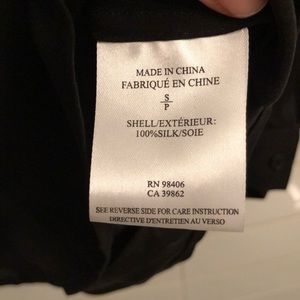 MADE IN CHINA
FABRIQUÉ EN CHINE
S
P
SHELL/EXTÉRIEUR:
100%SILK/SOIE
RN 98406
CA 39862
SEE REVERSE SIDE FOR CARE INSTRUCTION
DIRECTIVE D'ENTRETIEN AU VERSO